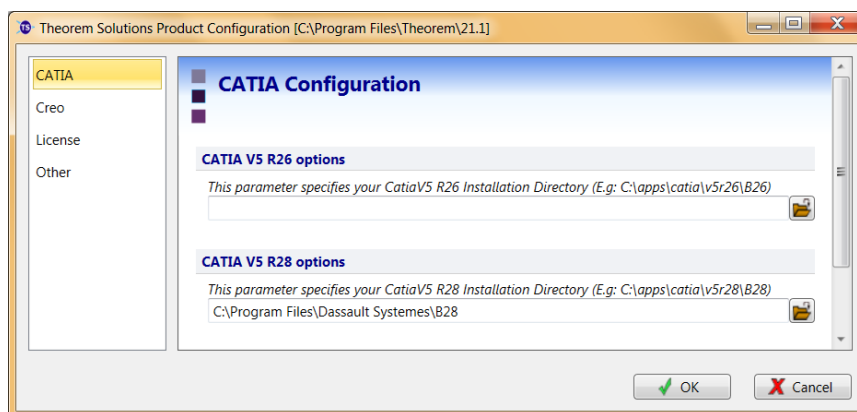 TS
Theorem Solutions Product Configuration [C:\Program Files\Theorem\21.1]
CATIA
Creo
License
Other
CATIA Configuration
CATIA V5 R26 options
This parameter specifies your CatiaV5 R26 Installation Directory (E.g: C:\apps\catia\v5r26\B26)
CATIA V5 R28 options
This parameter specifies your CatiaV5 R28 Installation Directory (E.g: C:\apps\catia\v5r28\B28)
C:\Program Files\Dassault Systemes\B28
OK
Cancel